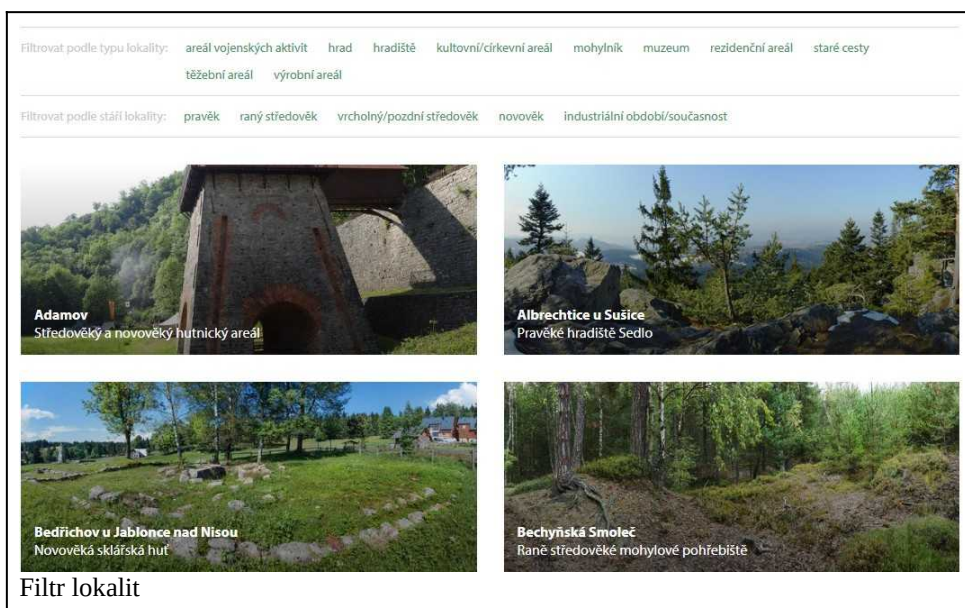 Filtrovat podle typu lokality: areál vojenských aktivit hrad hradiště kultovní/církevní areál mohylník muzeum rezidenční areál staré cesty
těžební areál výrobní areál
Filtrovat podle stáří lokality: pravěk raný středověk vrcholný/pozdní středověk novověk industriální období/současnost
Adamov
Středověký a novověký hutnický areál
Albrechtice u Sušice
Pravěké hradiště Sedlo
Bedřichov u Jablonce nad Nisou
Novověká sklářská huť
Bechyňská Smoleč
Raně středověké mohylové pohřebiště
Filtr lokalit